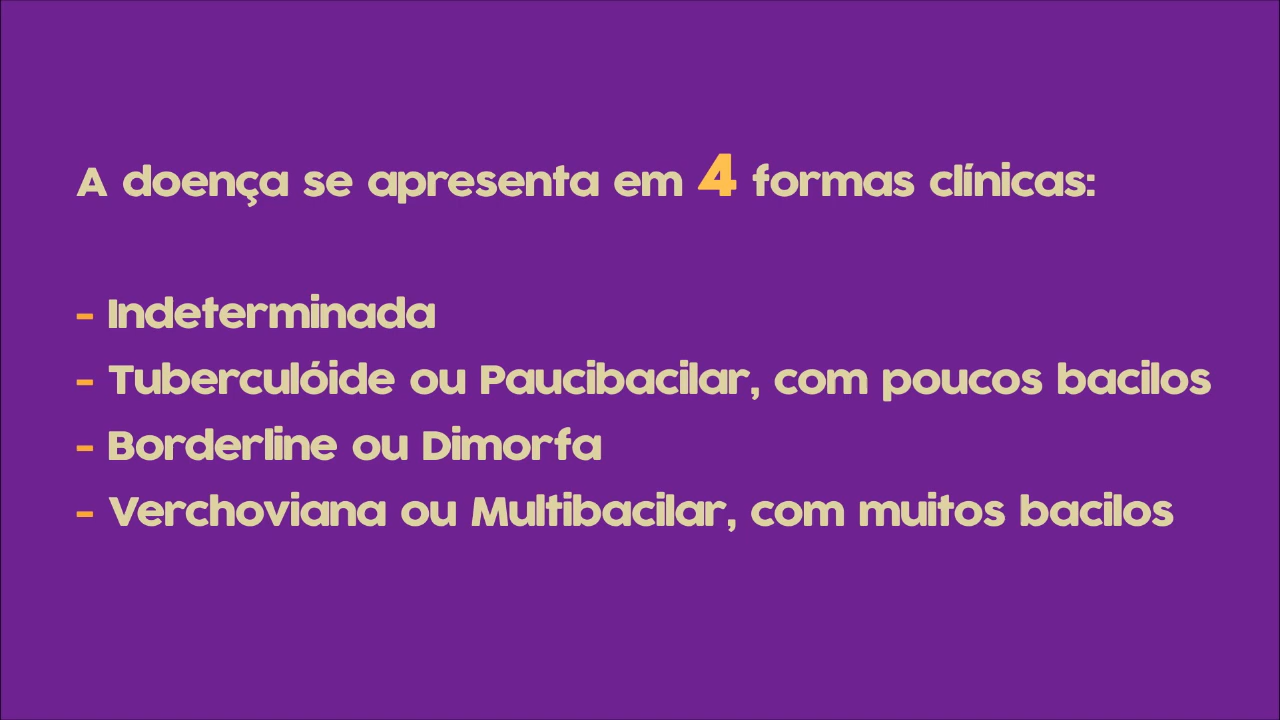 A doença se apresenta em 4 formas clínicas:
- Indeterminada
- Tuberculóide ou Paucibacilar, com poucos bacilos
- Borderline ou Dimorfa
- Verchoviana ou Multibacilar, com muitos bacilos